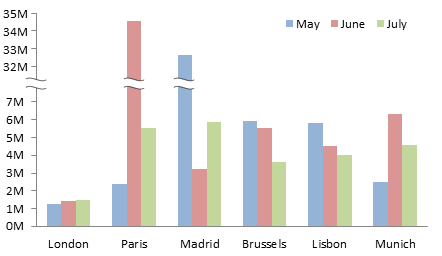 35M
34M
33M
32M
7M
6M
5M
4M
3M
2M
1M
0M
May June July
London Paris Madrid Brussels Lisbon Munich